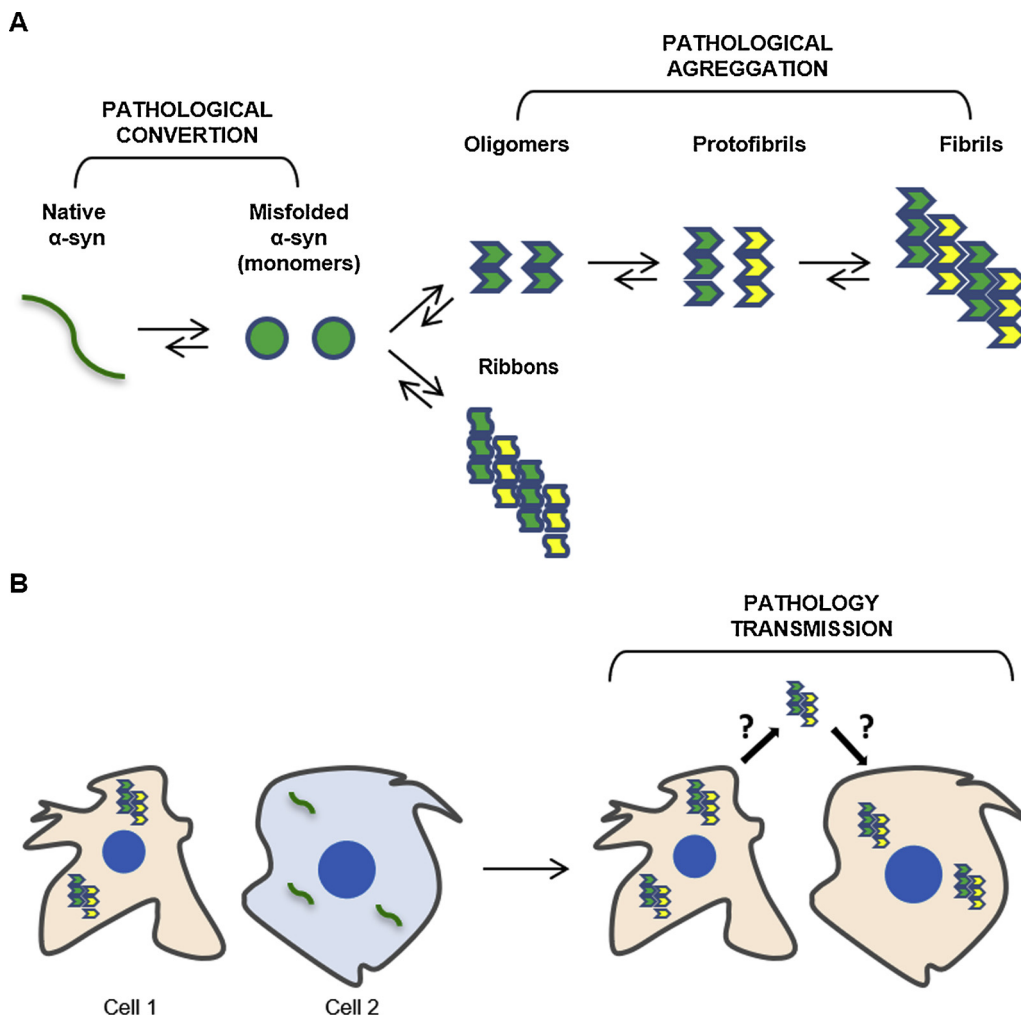 A
PATHOLOGICAL
CONVERTION
PATHOLOGICAL
AGREGGATION
Native
α-syn
Misfolded
α-syn
(monomers)
Oligomers
Protofibrils
Fibrils
Ribbons
B
PATHOLOGY
TRANSMISSION
?
?
Cell 1
Cell 2